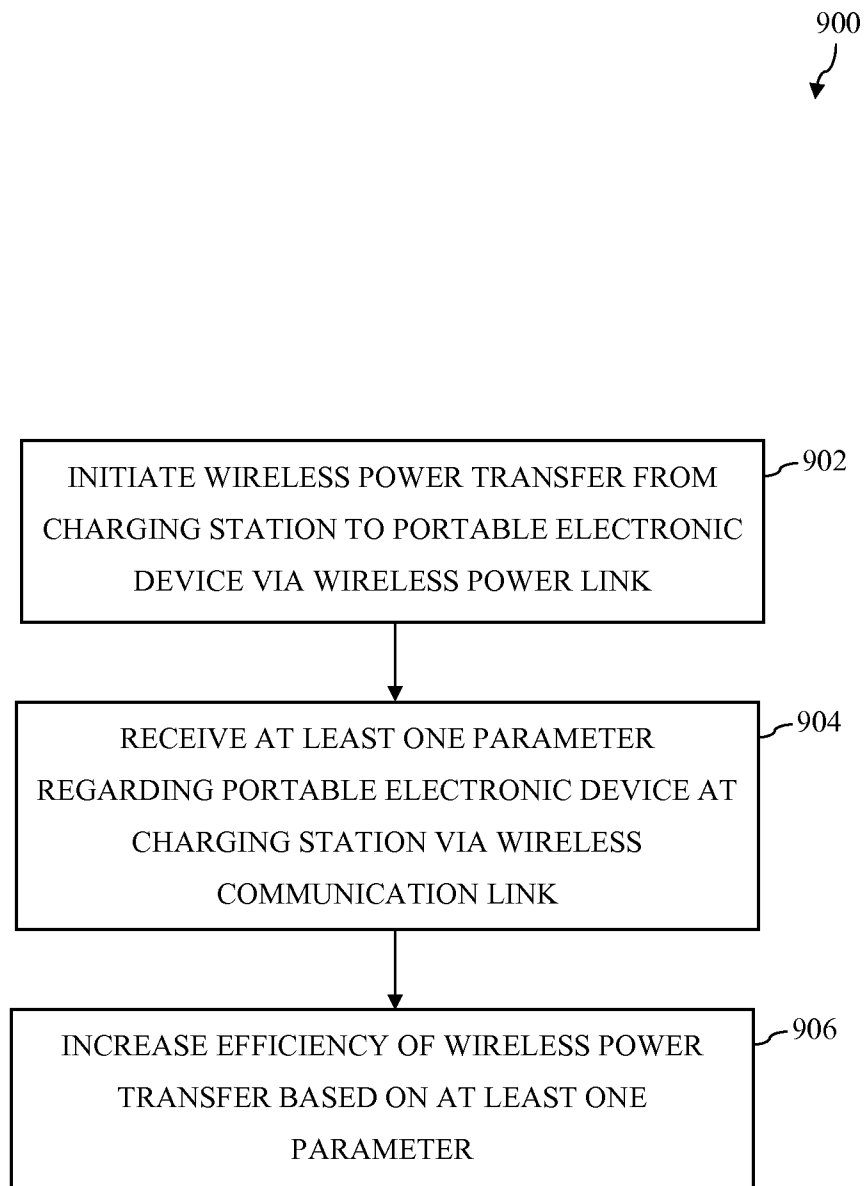 900
INITIATE WIRELESS POWER TRANSFER FROM
CHARGING STATION TO PORTABLE ELECTRONIC
DEVICE VIA WIRELESS POWER LINK
902
RECEIVE AT LEAST ONE PARAMETER
REGARDING PORTABLE ELECTRONIC DEVICE AT
CHARGING STATION VIA WIRELESS
COMMUNICATION LINK
904
INCREASE EFFICIENCY OF WIRELESS POWER
TRANSFER BASED ON AT LEAST ONE
PARAMETER
906